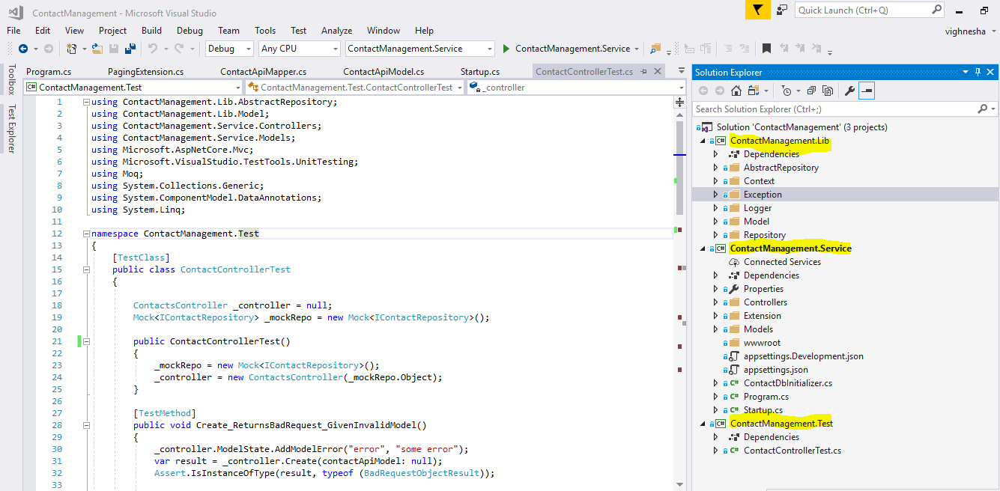 ContactManagement - Microsoft Visual Studio
Quick Launch (Ctrl+Q)
File Edit View Project Build Debug Team Tools Test Analyze Window Help
vighnesha
Debug Any CPU ContactManagement.Service ContactManagement.Service
Toolbox
Test Explorer
Program.cs PagingExtension.cs ContactApiMapper.cs ContactApiModel.cs Startup.cs ContactControllerTest.cs
C# ContactManagement.Test ContactManagement.Test.ContactControllerTest _controller
1 using ContactManagement.Lib.AbstractRepository;
2 using ContactManagement.Lib.Model;
3 using ContactManagement.Service.Controllers;
4 using ContactManagement.Service.Models;
5 using Microsoft.AspNetCore.Mvc;
6 using Microsoft.VisualStudio.TestTools.UnitTesting;
7 using Moq;
8 using System.Collections.Generic;
9 using System.ComponentModel.DataAnnotations;
10 using System.Linq;
11
12 namespace ContactManagement.Test
13 {
14 [TestClass]
15 public class ContactControllerTest
16 {
17
18 ContactsController _controller = null;
19 Mock<IContactRepository> _mockRepo = new Mock<IContactRepository>();
20
21 public ContactControllerTest()
22 {
23 _mockRepo = new Mock<IContactRepository>();
24 _controller = new ContactsController(_mockRepo.Object);
25 }
26
27 [TestMethod]
28 public void Create_ReturnsBadRequest_GivenInvalidModel()
29 {
30 _controller.ModelState.AddModelError("error", "some error");
31 var result = _controller.Create(contactApiModel: null);
32 Assert.IsInstanceOfType(result, typeof (BadRequestObjectResult));
33
Solution Explorer
Search Solution Explorer (Ctrl+;)
Solution 'ContactManagement' (3 projects)
C# ContactManagement.Lib
Dependencies
AbstractRepository
Context
Exception
Logger
Model
Repository
C# ContactManagement.Service
Connected Services
Dependencies
Properties
Controllers
Extension
Models
wwwroot
appsettings.Development.json
appsettings.json
C# ContactDbInitializer.cs
C# Program.cs
C# Startup.cs
C# ContactManagement.Test
Dependencies
C# ContactControllerTest.cs